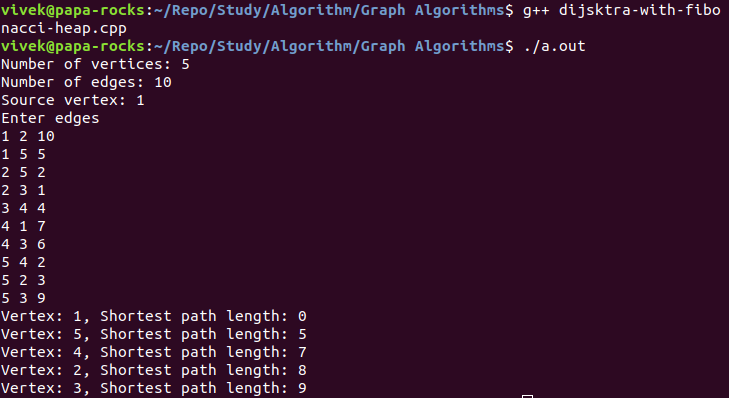 vivek@papa-rocks:~/Repo/Study/Algorithm/Graph Algorithms$ g++ dijsktra-with-fibo
nacci-heap.cpp
vivek@papa-rocks:~/Repo/Study/Algorithm/Graph Algorithms$ ./a.out
Number of vertices: 5
Number of edges: 10
Source vertex: 1
Enter edges
1 2 10
1 5 5
2 5 2
2 3 1
3 4 4
4 1 7
4 3 6
5 4 2
5 2 3
5 3 9
Vertex: 1, Shortest path length: 0
Vertex: 5, Shortest path length: 5
Vertex: 4, Shortest path length: 7
Vertex: 2, Shortest path length: 8
Vertex: 3, Shortest path length: 9